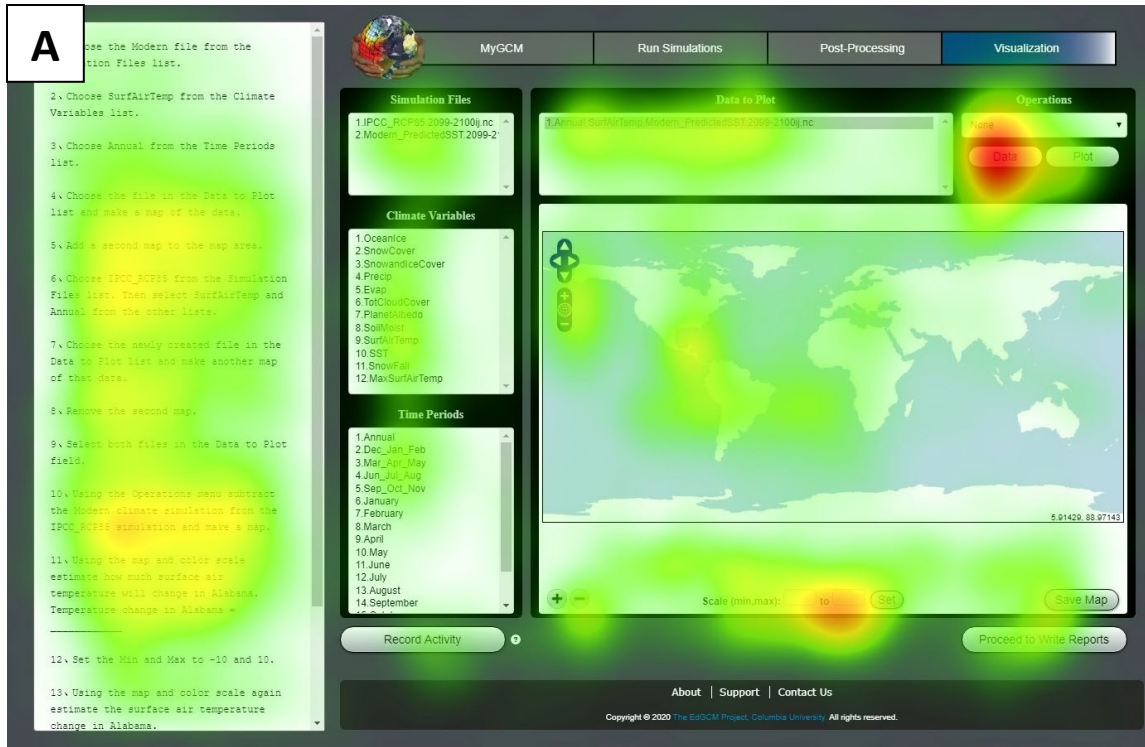 A
ose the Modern file from the
tion Files list.
2、Choose SurfAirTemp from the Climate
Variables list.
3、Choose Annual from the Time Periods
list.
4、Choose the file in the Data to Plot
list and make a map of the data.
5、Add a second map to the map area.
6、Choose IPCC_RCP85 from the Simulation
Files list. Then select SurfAirTemp and
Annual from the other lists.
7、Choose the newly created file in the
Data to Plot list and make another map
of that data.
8、Remove the second map.
9、Select both files in the Data to Plot
field.
10、Using the Operations menu subtract
the Modern climate simulation from the
IPCC_RCP85 simulation and make a map.
11、Using the map and color scale
estimate how much surface air
temperature will change in Alabama.
Temperature change in Alabama =
____________
12、Set the Min and Max to -10 and 10.
13、Using the map and color scale again
estimate the surface air temperature
change in Alabama.
MyGCM
Run Simulations
Post-Processing
Visualization
Simulation Files
1.IPCC_RCP85.2099-2100ij.nc
2.Modern_PredictedSST.2099-2
Climate Variables
1.OceanIce
2.SnowCover
3.SnowandIceCover
4.Precip
5.Evap
6.TotCloudCover
7.PlanetAlbedo
8.SoilMoist
9.SurfAirTemp
10.SST
11.SnowFall
12.MaxSurfAirTemp
Time Periods
1.Annual
2.Dec_Jan_Feb
3.Mar_Apr_May
4.Jun_Jul_Aug
5.Sep_Oct_Nov
6.January
7.February
8.March
9.April
10.May
11.June
12.July
13.August
14.September
Data to Plot
1.Annual,SurfAirTemp,Modern_PredictedSST.2099-2100ij.nc
Operations
None
Data
Plot
5.91429, 88.97143
Scale (min,max):
to
Set
Save Map
Record Activity
?
Proceed to Write Reports
About | Support | Contact Us
Copyright © 2020 The EdGCM Project, Columbia University. All rights reserved.